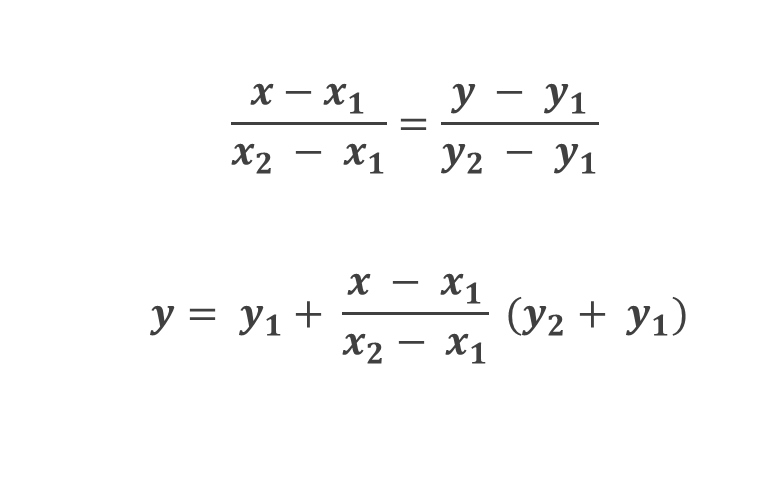 (x − x₁)/(x₂ − x₁) = (y − y₁)/(y₂ − y₁)
y = y₁ + (x − x₁)/(x₂ − x₁) (y₂ + y₁)